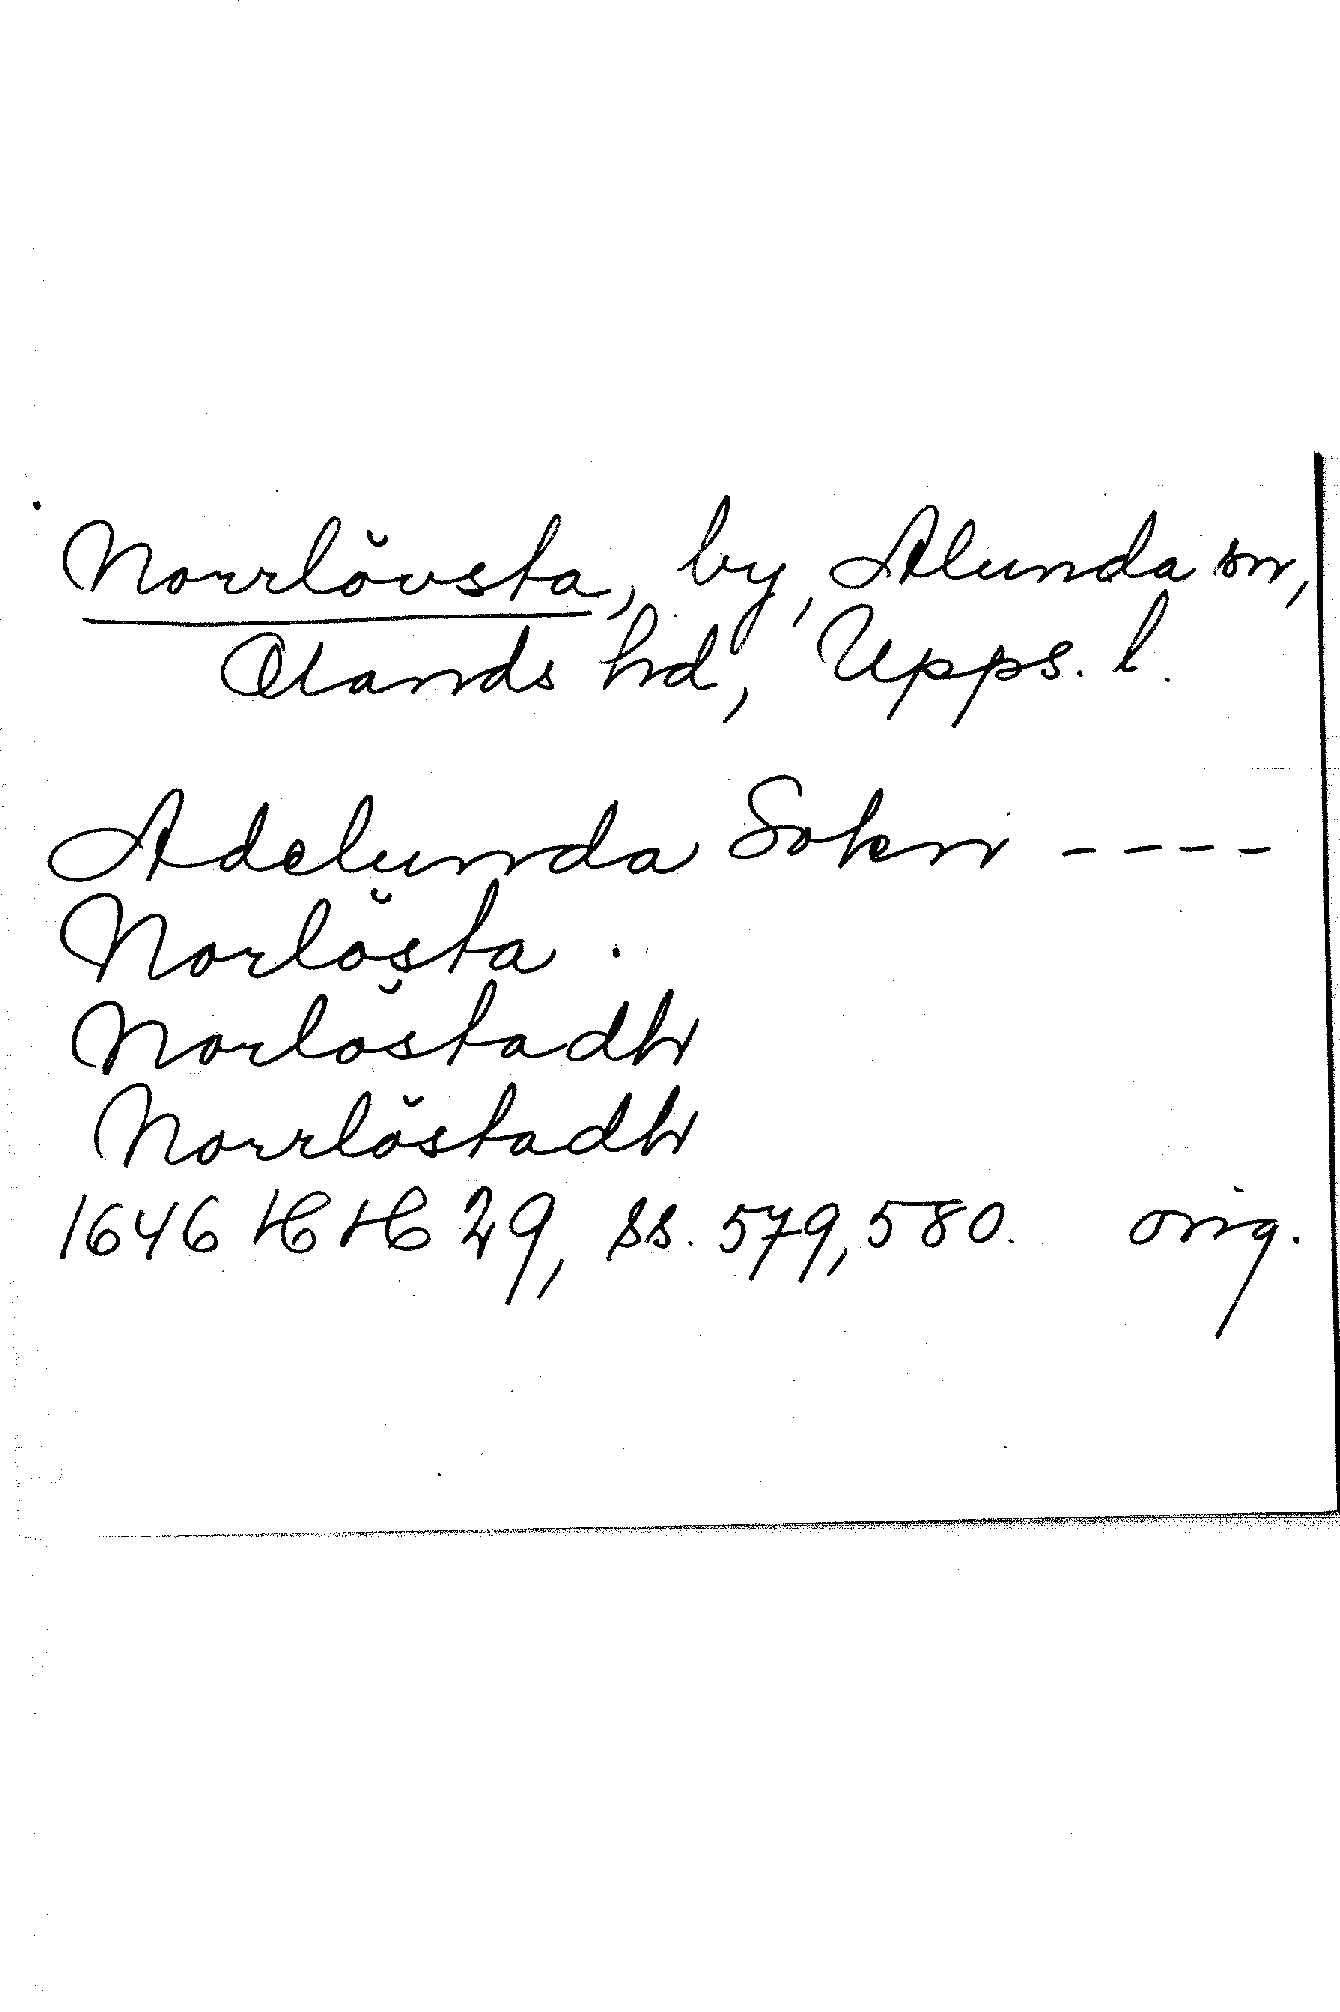 Norrlövsta, by, Alunda sn,
Olands hd, Upps. l.
Adelunda Sokn ----
Norlösta.
Norlöstadh
Norrlöstadh
1646 HH 29, ss. 579, 580. orig.